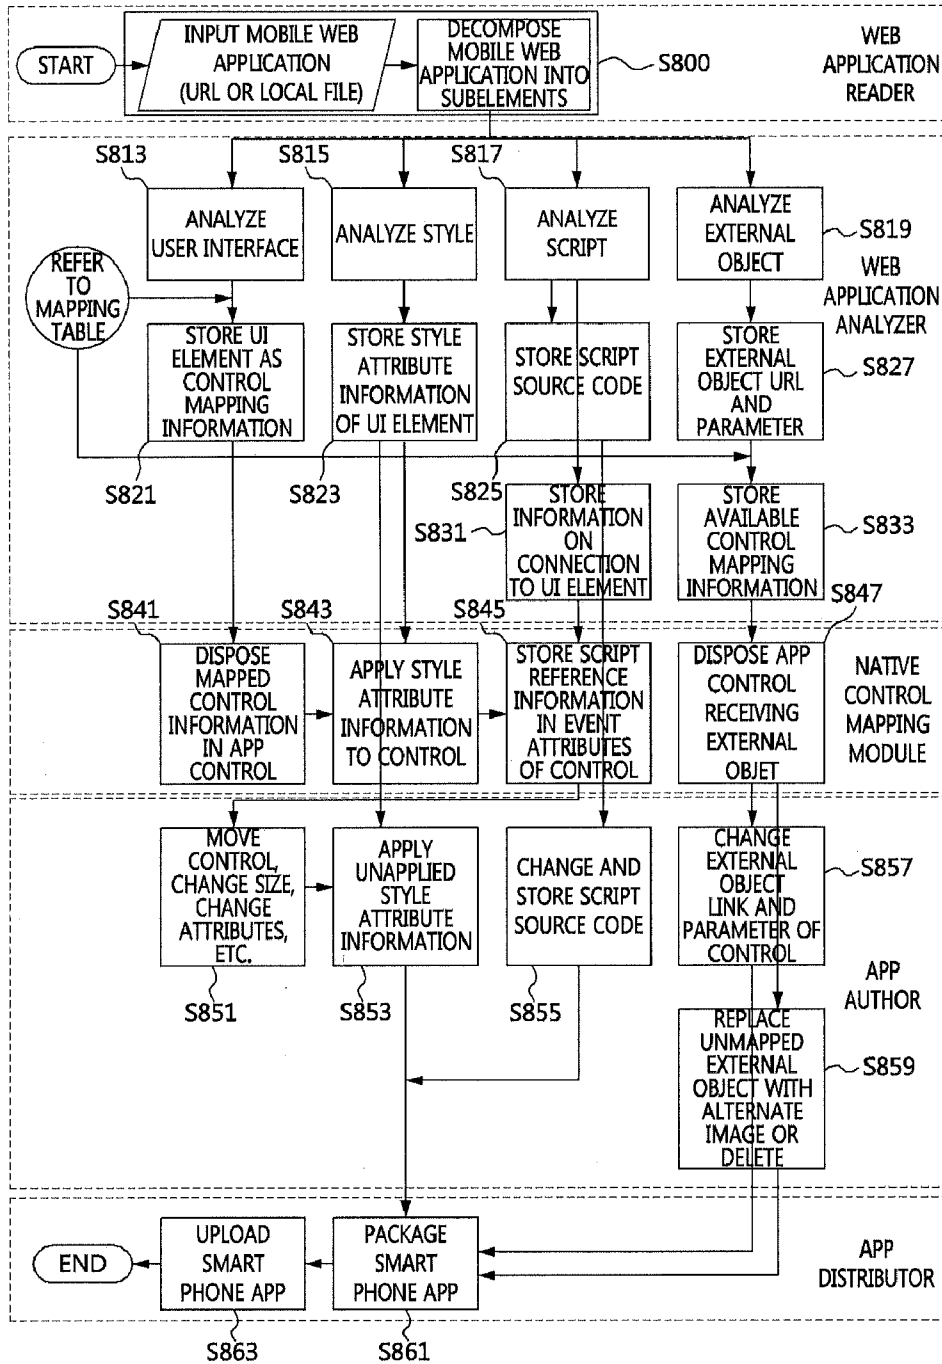 START
INPUT MOBILE WEB
APPLICATION
(URL OR LOCAL FILE)
DECOMPOSE
MOBILE WEB
APPLICATION INTO
SUBELEMENTS
S800
WEB
APPLICATION
READER
S813
S815
S817
ANALYZE
USER INTERFACE
ANALYZE STYLE
ANALYZE
SCRIPT
ANALYZE
EXTERNAL
OBJECT
S819
REFER
TO
MAPPING
TABLE
WEB
APPLICATION
ANALYZER
STORE UI
ELEMENT AS
CONTROL
MAPPING
INFORMATION
STORE STYLE
ATTRIBUTE
INFORMATION
OF UI ELEMENT
STORE SCRIPT
SOURCE CODE
STORE
EXTERNAL
OBJECT URL
AND
PARAMETER
S827
S821
S823
S825
S831
STORE
INFORMATION
ON
CONNECTION
TO UI ELEMENT
STORE
AVAILABLE
CONTROL
MAPPING
INFORMATION
S833
S841
S843
S845
S847
DISPOSE
MAPPED
CONTROL
INFORMATION
IN APP
CONTROL
APPLY STYLE
ATTRIBUTE
INFORMATION
TO CONTROL
STORE SCRIPT
REFERENCE
INFORMATION
IN EVENT
ATTRIBUTES
OF CONTROL
DISPOSE APP
CONTROL
RECEIVING
EXTERNAL
OBJET
NATIVE
CONTROL
MAPPING
MODULE
MOVE
CONTROL,
CHANGE SIZE,
CHANGE
ATTRIBUTES,
ETC.
APPLY
UNAPPLIED
STYLE
ATTRIBUTE
INFORMATION
CHANGE AND
STORE SCRIPT
SOURCE CODE
CHANGE
EXTERNAL
OBJECT
LINK AND
PARAMETER OF
CONTROL
S857
S851
S853
S855
APP
AUTHOR
REPLACE
UNMAPPED
EXTERNAL
OBJECT WITH
ALTERNATE
IMAGE OR
DELETE
S859
END
UPLOAD
SMART
PHONE APP
PACKAGE
SMART
PHONE APP
APP
DISTRIBUTOR
S863
S861